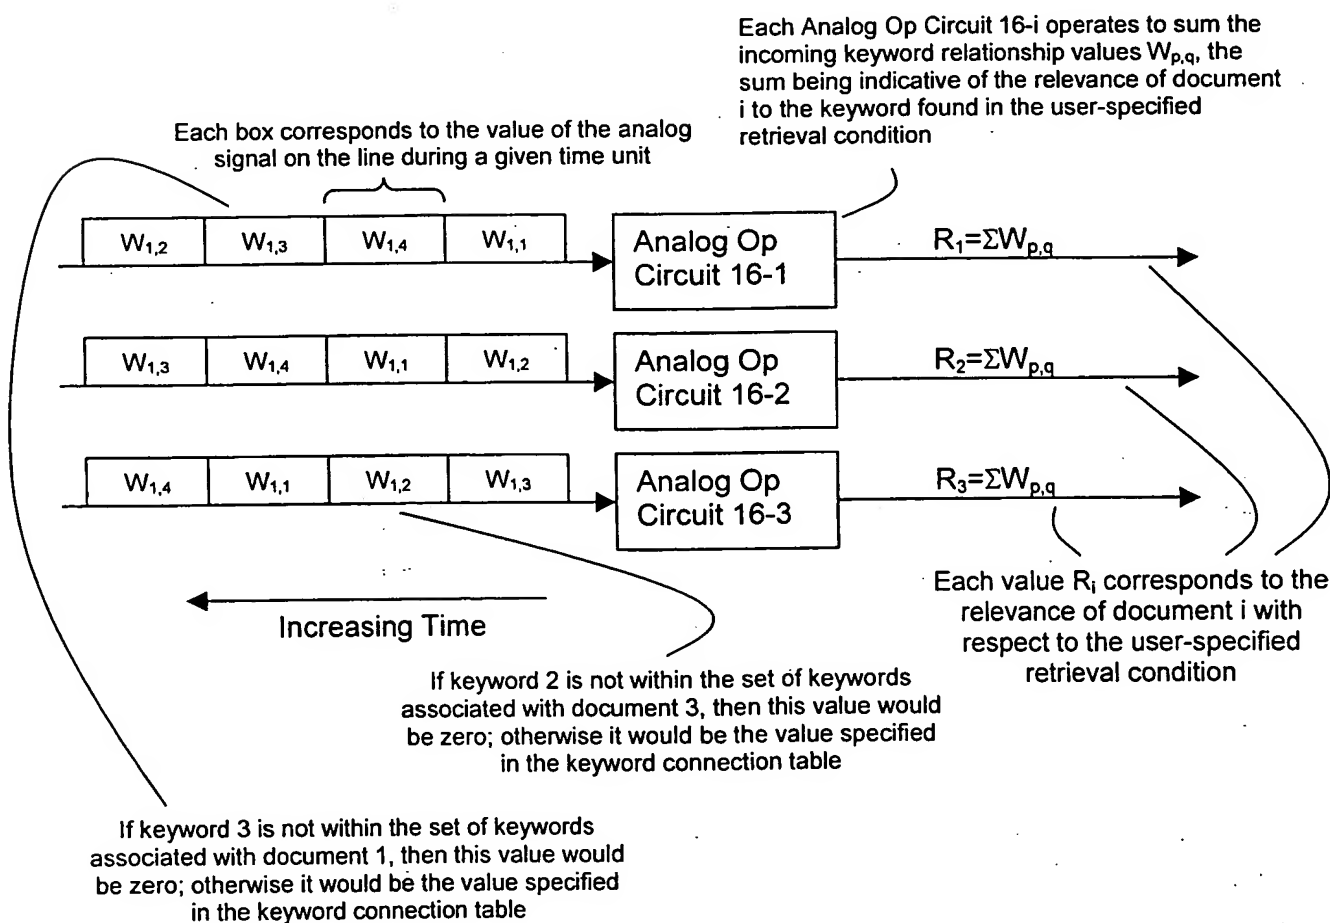 Each Analog Op Circuit 16-i operates to sum the
incoming keyword relationship values Wp,q, the
sum being indicative of the relevance of document
i to the keyword found in the user-specified
retrieval condition
Each box corresponds to the value of the analog
signal on the line during a given time unit
W1,2 W1,3 W1,4 W1,1
Analog Op
Circuit 16-1
R1=ΣWp,q
W1,3 W1,4 W1,1 W1,2
Analog Op
Circuit 16-2
R2=ΣWp,q
W1,4 W1,1 W1,2 W1,3
Analog Op
Circuit 16-3
R3=ΣWp,q
Increasing Time
Each value Ri corresponds to the
relevance of document i with
respect to the user-specified
retrieval condition
If keyword 2 is not within the set of keywords
associated with document 3, then this value would
be zero; otherwise it would be the value specified
in the keyword connection table
If keyword 3 is not within the set of keywords
associated with document 1, then this value would
be zero; otherwise it would be the value specified
in the keyword connection table